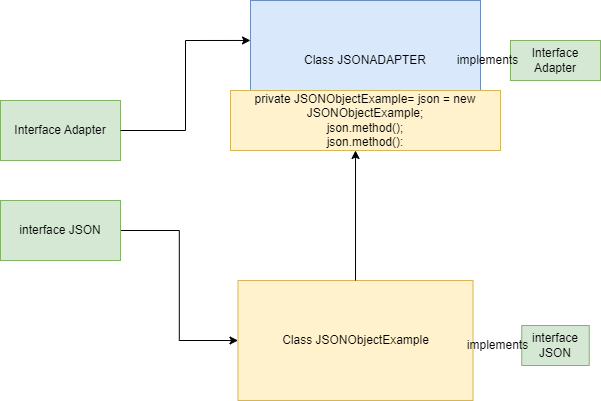 Class JSONADAPTER
implements
Interface
Adapter
private JSONObjectExample= json = new
JSONObjectExample;
json.method();
json.method():
Interface Adapter
interface JSON
Class JSONObjectExample
implements
interface
JSON